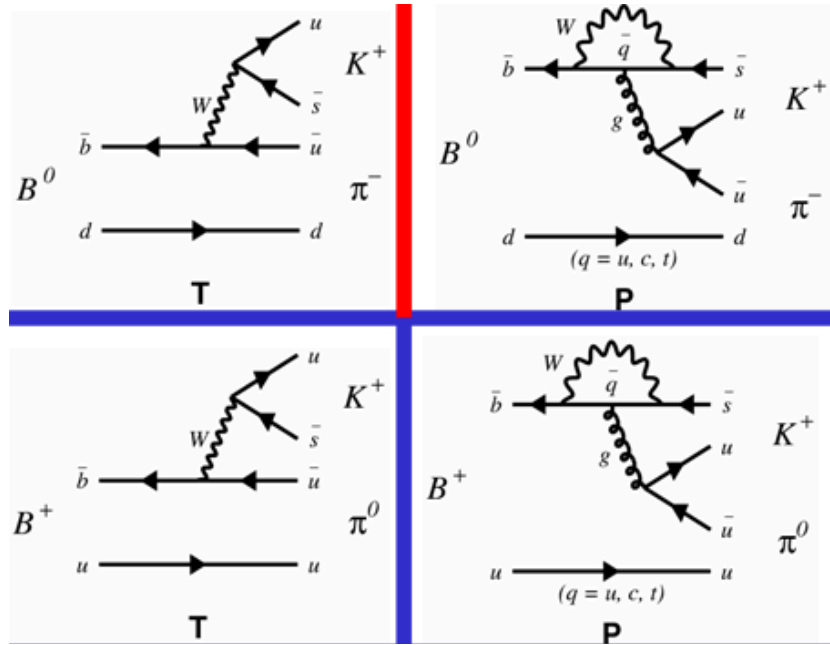 u
K⁺
W
s̄
b̄ ū
B⁰ π⁻
d d
T
W
q̄
b̄ s̄
K⁺
g u
B⁰
ū
π⁻
d d
(q = u, c, t)
P
u
K⁺
W
s̄
b̄ ū
B⁺ π⁰
u u
T
W
q̄
b̄ s̄
K⁺
g u
B⁺
ū
π⁰
u u
(q = u, c, t)
P